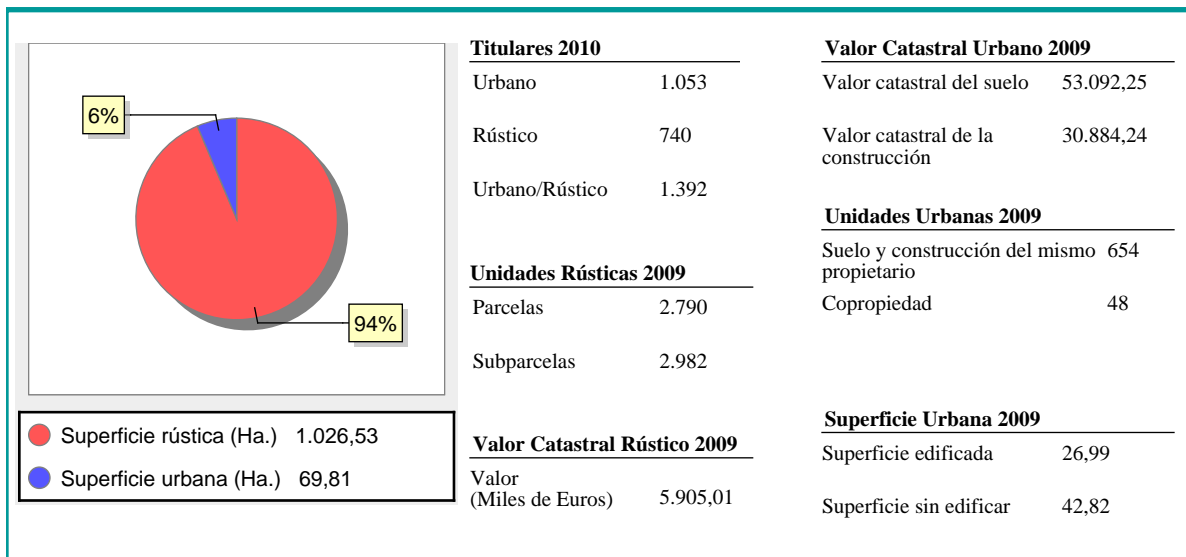 6%
94%
Superficie rústica (Ha.) 1.026,53
Superficie urbana (Ha.) 69,81
Titulares 2010
Urbano 1.053
Rústico 740
Urbano/Rústico 1.392
Unidades Rústicas 2009
Parcelas 2.790
Subparcelas 2.982
Valor Catastral Rústico 2009
Valor
(Miles de Euros) 5.905,01
Valor Catastral Urbano 2009
Valor catastral del suelo 53.092,25
Valor catastral de la 30.884,24
construcción
Unidades Urbanas 2009
Suelo y construcción del mismo 654
propietario
Copropiedad 48
Superficie Urbana 2009
Superficie edificada 26,99
Superficie sin edificar 42,82